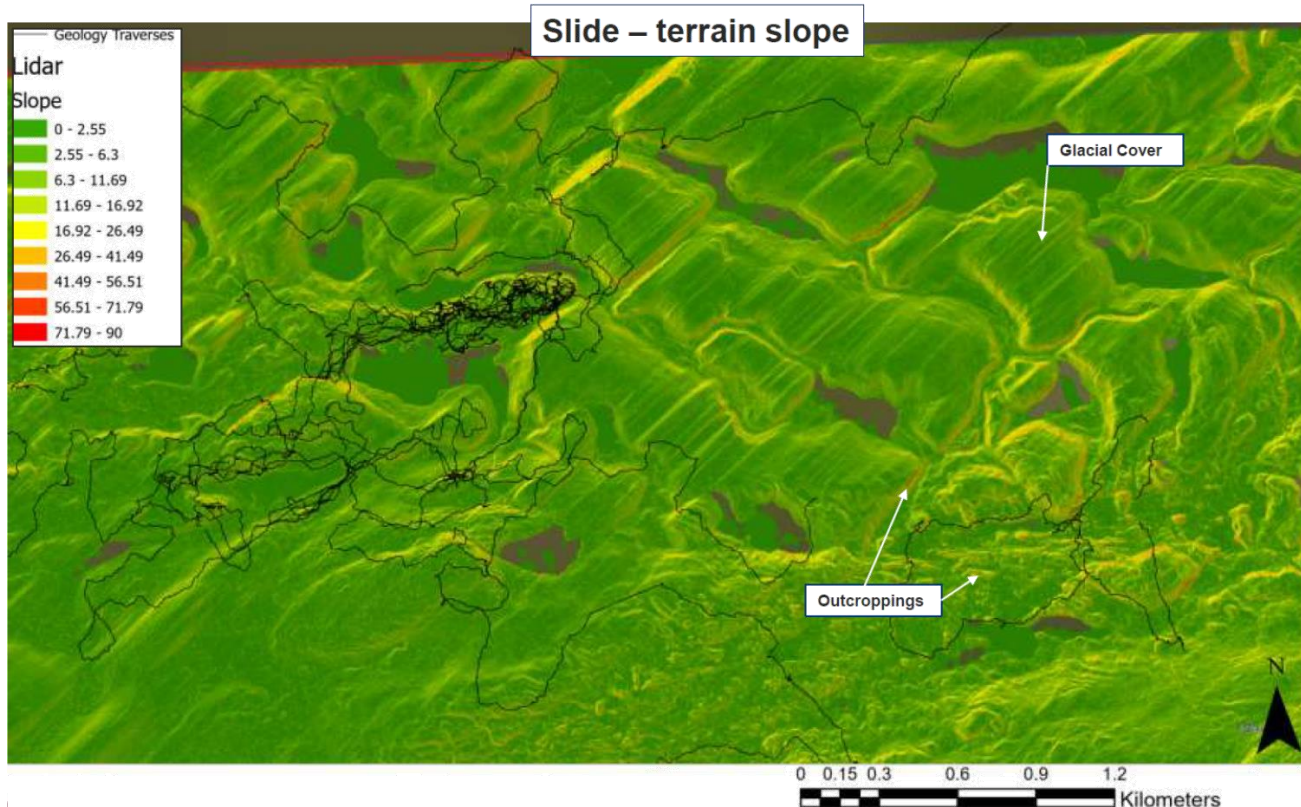 Slide – terrain slope
Geology Traverses
Lidar
Slope
0 - 2.55
2.55 - 6.3
6.3 - 11.69
11.69 - 16.92
16.92 - 26.49
26.49 - 41.49
41.49 - 56.51
56.51 - 71.79
71.79 - 90
Glacial Cover
Outcroppings
N
0 0.15 0.3 0.6 0.9 1.2
Kilometers